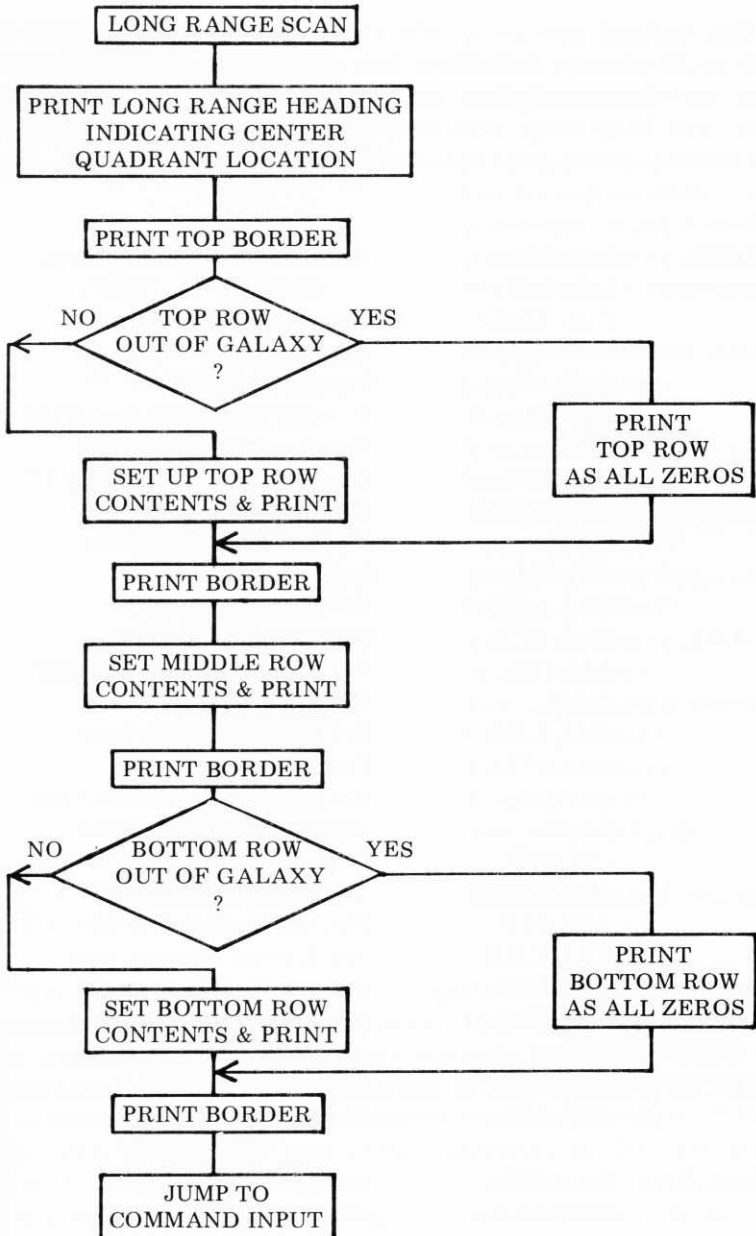 LONG RANGE SCAN
PRINT LONG RANGE HEADING
INDICATING CENTER
QUADRANT LOCATION
PRINT TOP BORDER
NO
TOP ROW
OUT OF GALAXY
?
YES
PRINT
TOP ROW
AS ALL ZEROS
SET UP TOP ROW
CONTENTS & PRINT
PRINT BORDER
SET MIDDLE ROW
CONTENTS & PRINT
PRINT BORDER
NO
BOTTOM ROW
OUT OF GALAXY
?
YES
PRINT
BOTTOM ROW
AS ALL ZEROS
SET BOTTOM ROW
CONTENTS & PRINT
PRINT BORDER
JUMP TO
COMMAND INPUT